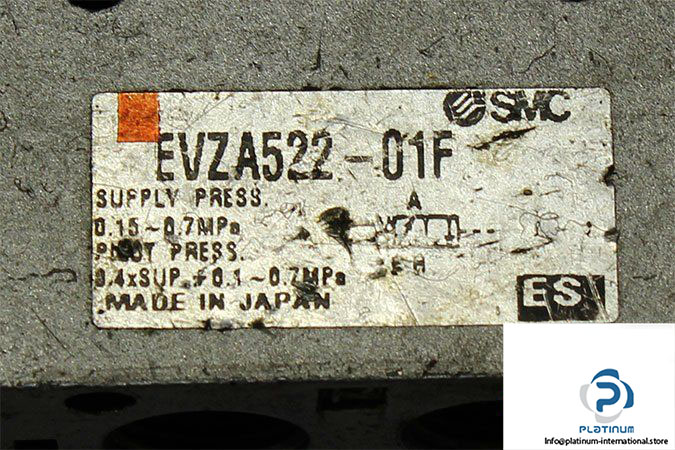 SMC
EVZA522-01F
SUPPLY PRESS.
0.15~0.7MPa
A
PILOT PRESS.
0.4xSUP.+0.1~0.7MPa
MADE IN JAPAN
ES
PLATINUM
Info@platinum-international.store